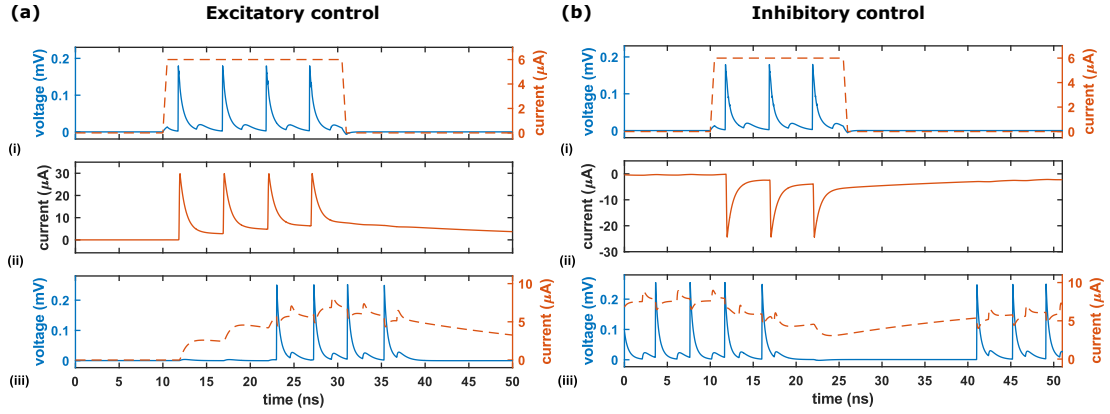 (a) Excitatory control
(b) Inhibitory control
voltage (mV)
0.2
0.1
0
6
4
2
0
current (μA)
(i)
voltage (mV)
0.2
0.1
0
6
4
2
0
current (μA)
(i)
current (μA)
30
20
10
0
(ii)
current (μA)
0
-10
-20
-30
(ii)
voltage (mV)
0.2
0.1
0
10
5
0
current (μA)
(iii)
0 5 10 15 20 25 30 35 40 45 50
time (ns)
voltage (mV)
0.2
0.1
0
10
5
0
current (μA)
(iii)
0 5 10 15 20 25 30 35 40 45 50
time (ns)